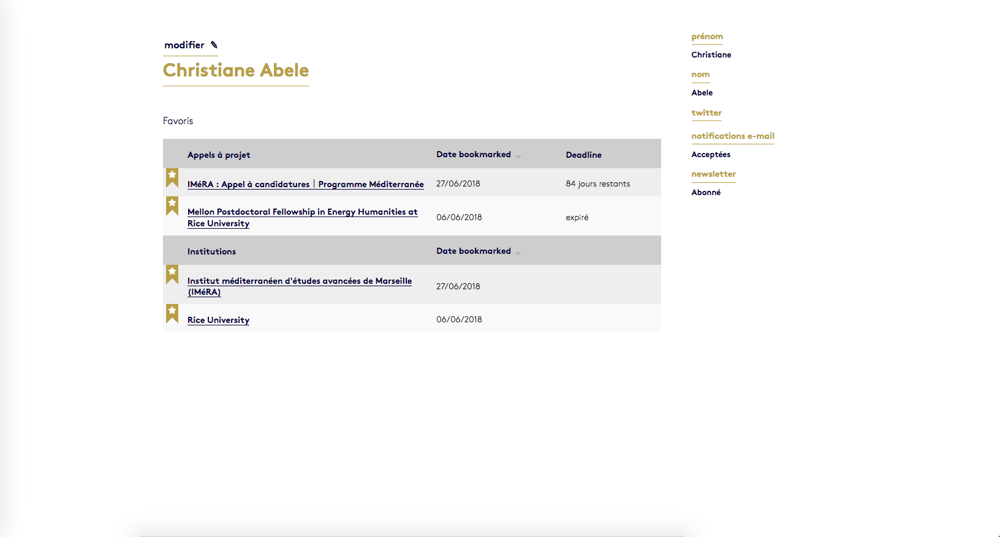 modifier
Christiane Abele
Favoris
Appels à projet Date bookmarked Deadline
IMéRA : Appel à candidatures ⁞ Programme Méditerranée 27/06/2018 84 jours restants
Mellon Postdoctoral Fellowship in Energy Humanities at
Rice University 06/06/2018 expiré
Institutions Date bookmarked
Institut méditerranéen d'études avancées de Marseille
(IMéRA) 27/06/2018
Rice University 06/06/2018
prénom
Christiane
nom
Abele
twitter
notifications e-mail
Acceptées
newsletter
Abonné